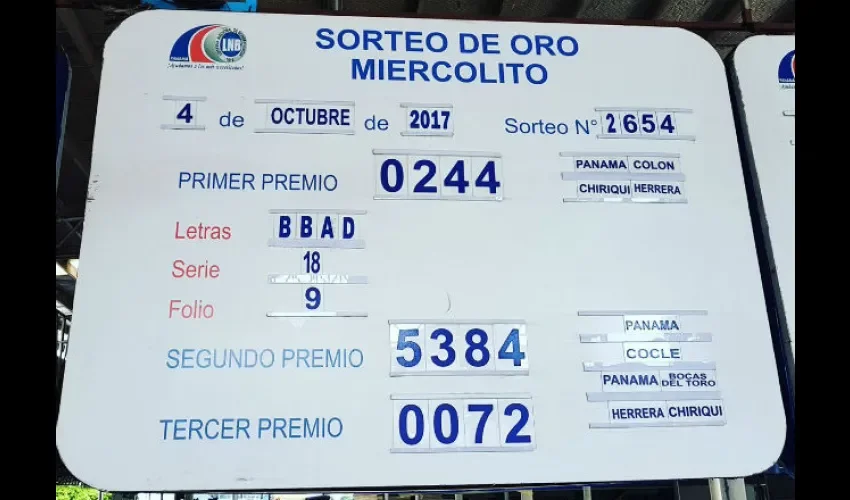 LNB
PANAMA
SORTEO DE ORO
MIERCOLITO
4 de OCTUBRE de 2017 Sorteo N° 2654
PRIMER PREMIO 0244
PANAMA COLON
CHIRIQUI HERRERA
Letras BBAD
Serie 18
Folio 9
SEGUNDO PREMIO 5384
PANAMA
COCLE
TERCER PREMIO 0072
PANAMA BOCAS DEL TORO
HERRERA CHIRIQUI